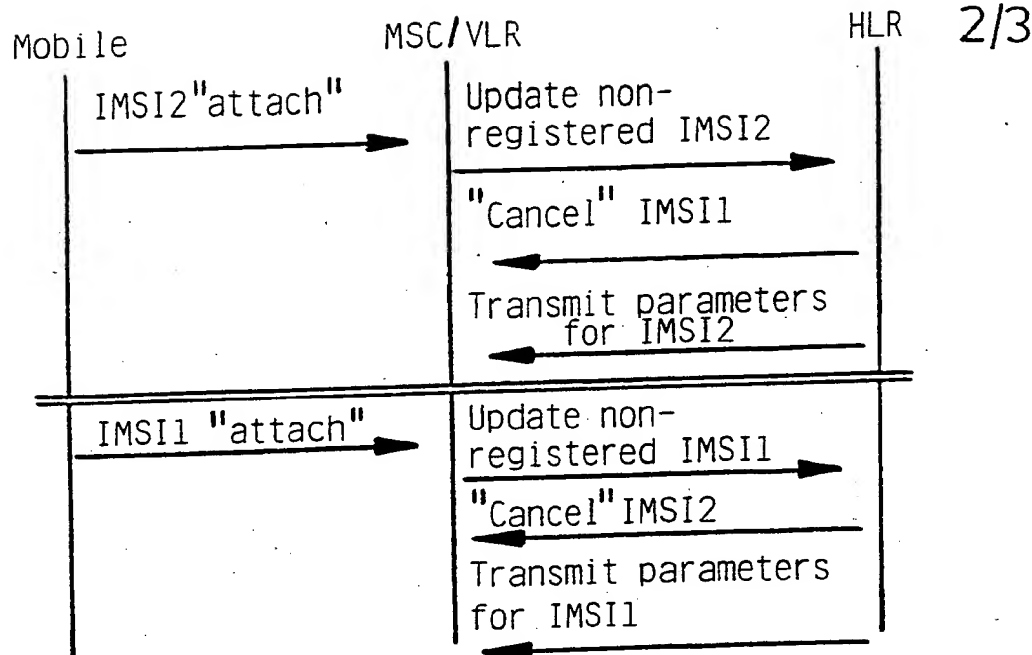 2/3
Mobile MSC/VLR HLR
IMSI2 "attach"
Update non-
registered IMSI2
"Cancel" IMSI1
Transmit parameters
for IMSI2
IMSI1 "attach"
Update non-
registered IMSI1
"Cancel" IMSI2
Transmit parameters
for IMSI1